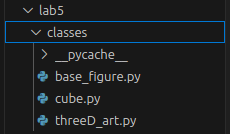 lab5
classes
__pycache__
base_figure.py
cube.py
threeD_art.py